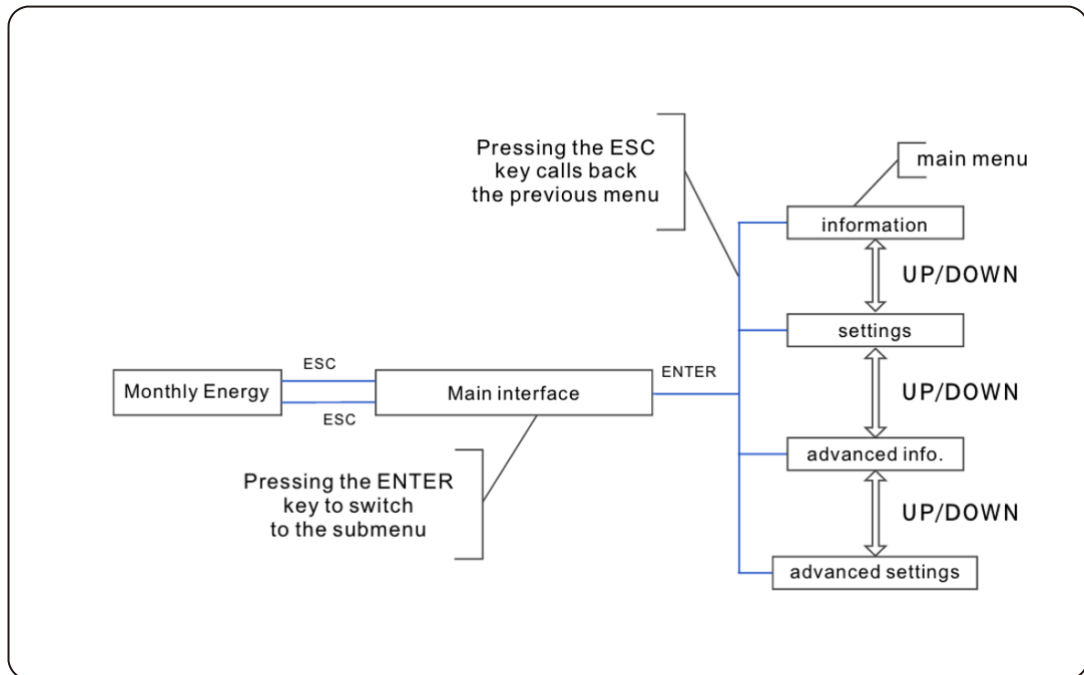 Pressing the ESC
key calls back
the previous menu
main menu
information
UP/DOWN
settings
ESC
ENTER
Monthly Energy
Main interface
UP/DOWN
ESC
advanced info.
Pressing the ENTER
key to switch
to the submenu
UP/DOWN
advanced settings